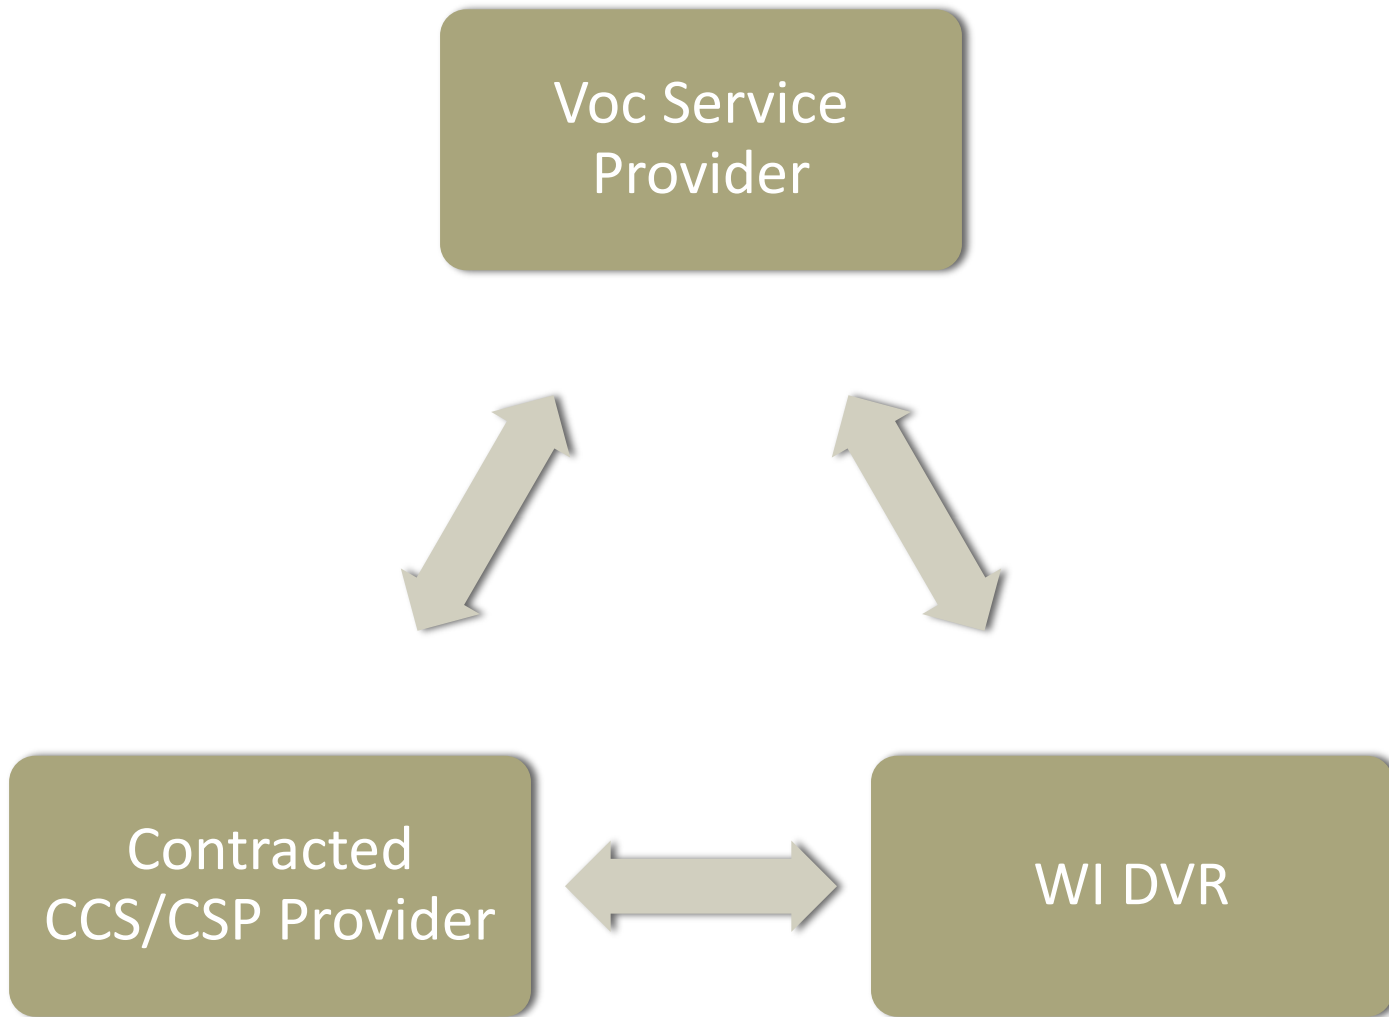 Voc Service
Provider
Contracted
CCS/CSP Provider
WI DVR